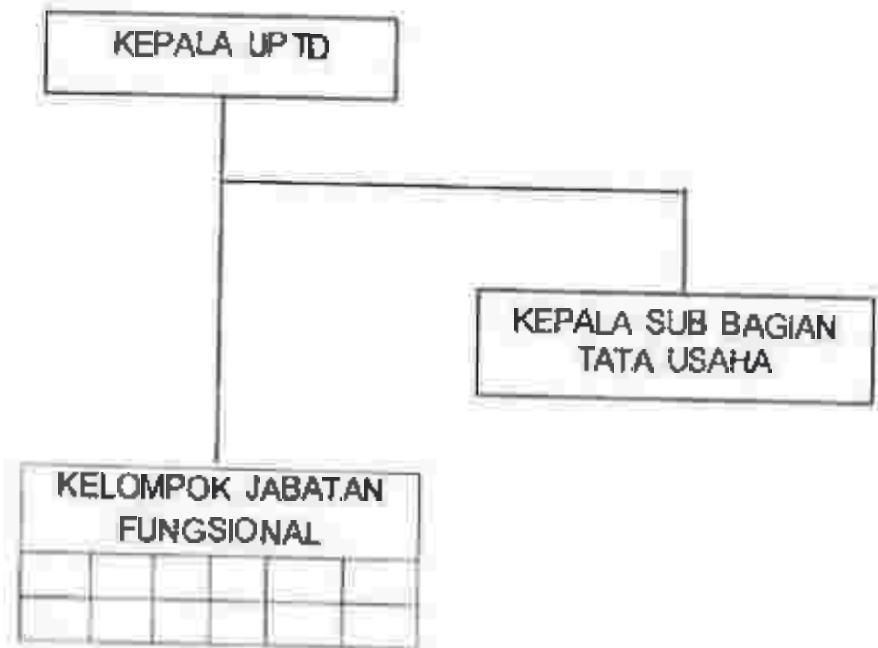 KEPALA UPTD
KEPALA SUB BAGIAN
TATA USAHA
KELOMPOK JABATAN
FUNGSIONAL